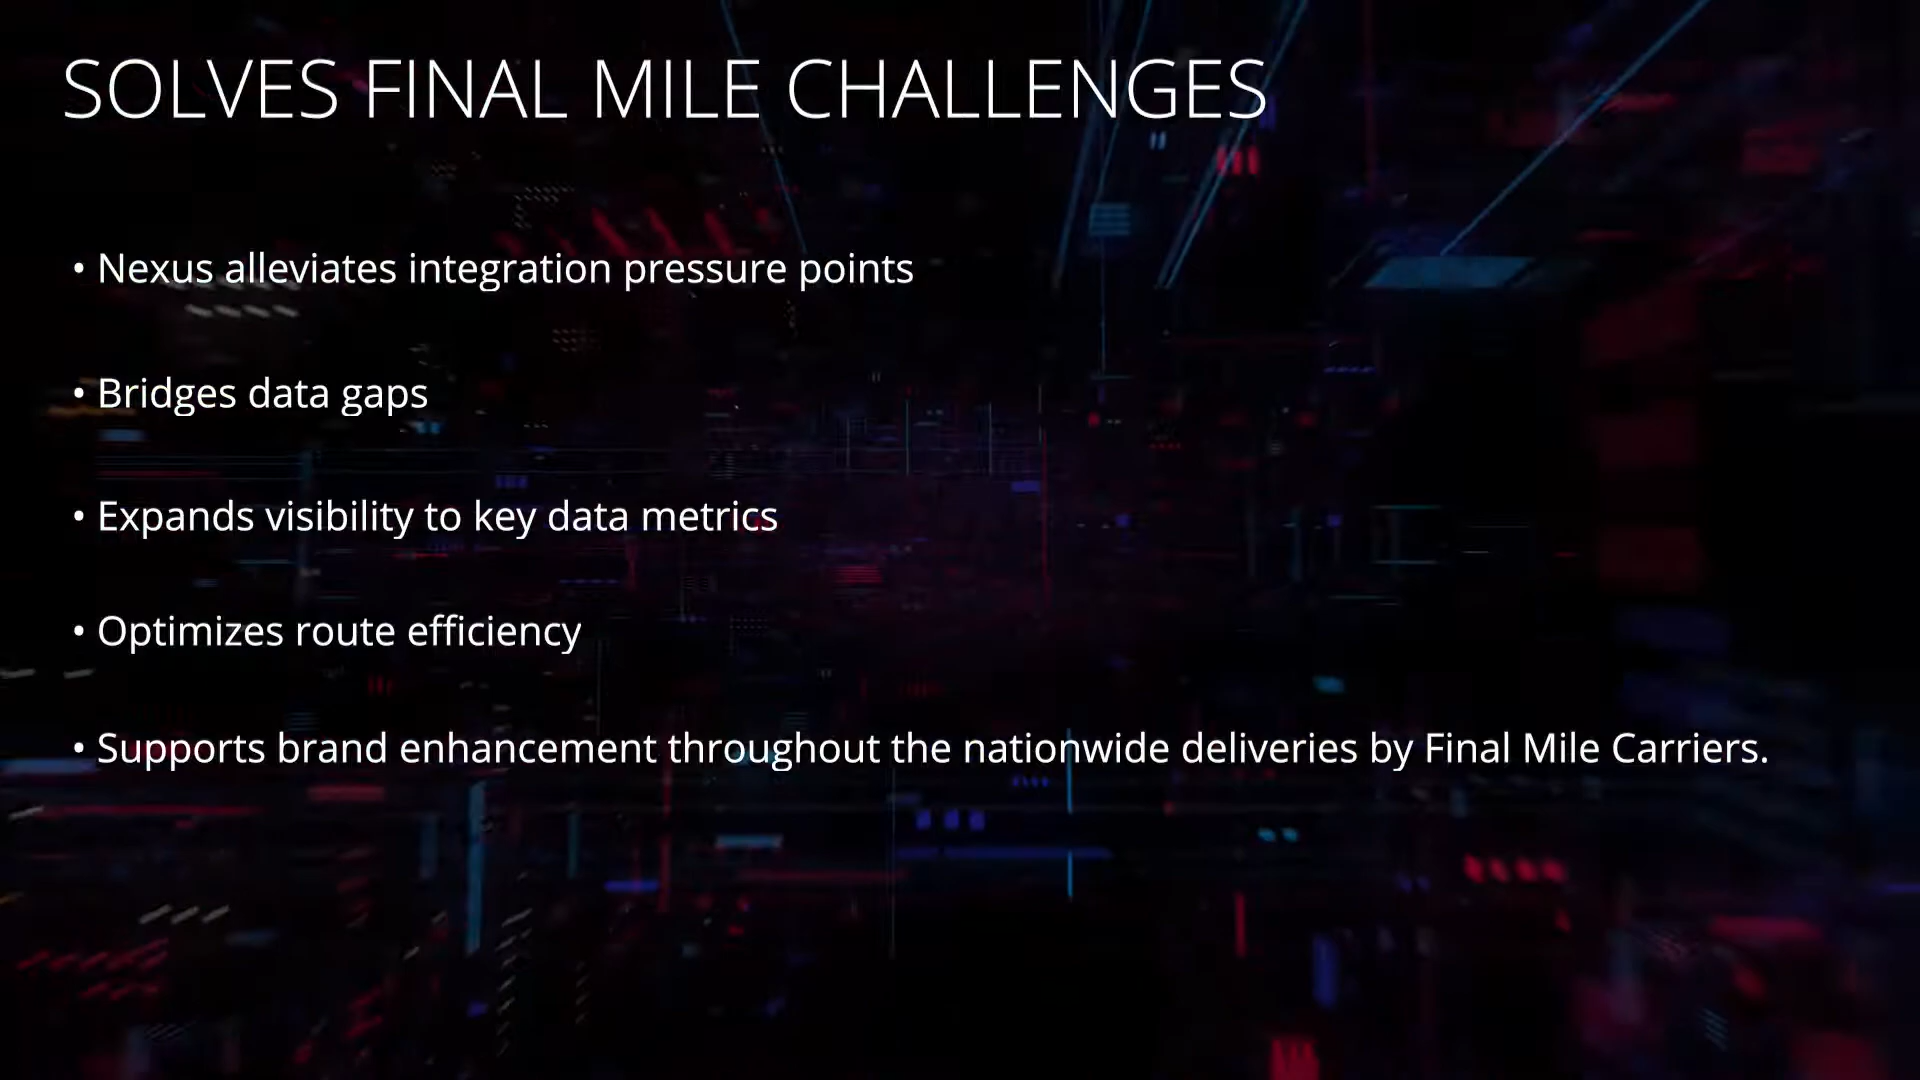 SOLVES FINAL MILE CHALLENGES
• Nexus alleviates integration pressure points
• Bridges data gaps
• Expands visibility to key data metrics
• Optimizes route efficiency
• Supports brand enhancement throughout the nationwide deliveries by Final Mile Carriers.